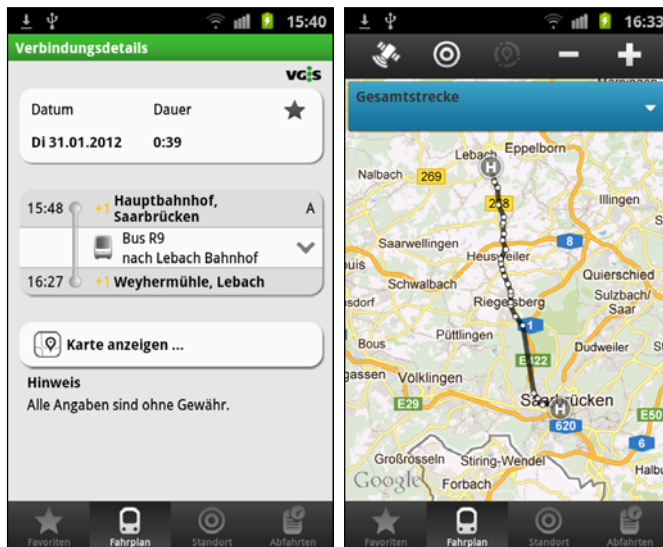 15:40
Verbindungsdetails
vgs
Datum Dauer
Di 31.01.2012 0:39
15:48 +1 Hauptbahnhof, Saarbrücken A
Bus R9
nach Lebach Bahnhof
16:27 +1 Weyhermühle, Lebach
Karte anzeigen ...
Hinweis
Alle Angaben sind ohne Gewähr.
Favoriten Fahrplan Standort Abfahrten
16:33
Gesamtstrecke
Lebach Eppelborn
H
Nalbach 269
268 Illingen
Saarwellingen 8
Heusweiler
Quierschied
Schwalbach
Riegelsberg Sulzbach/
Saar
1
Püttlingen
Bous Dudweiler
E422
Völklingen
E29 Saarbrücken
H
E50
620
6
Großrosseln Stiring-Wendel
Google Forbach
Favoriten Fahrplan Standort Abfahrten